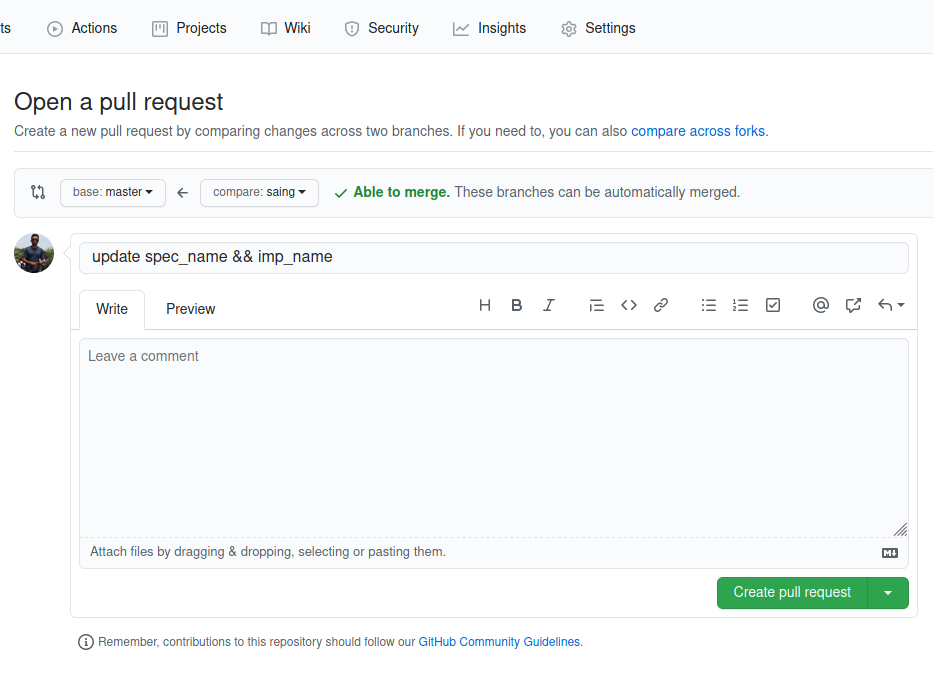 ts Actions Projects Wiki Security Insights Settings
Open a pull request
Create a new pull request by comparing changes across two branches. If you need to, you can also compare across forks.
base: master compare: saing Able to merge. These branches can be automatically merged.
update spec_name && imp_name
Write Preview
Leave a comment
Attach files by dragging & dropping, selecting or pasting them.
Create pull request
Remember, contributions to this repository should follow our GitHub Community Guidelines.